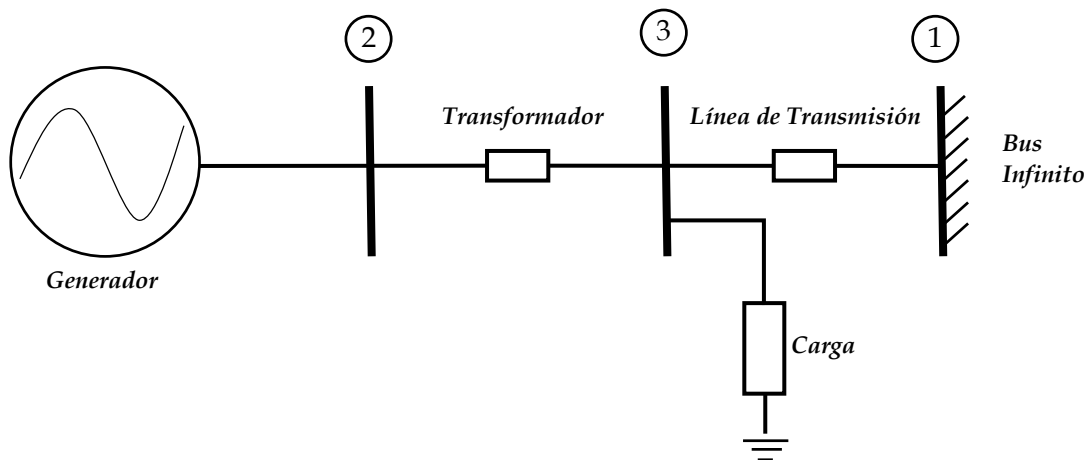 2
3
1
Transformador
Línea de Transmisión
Bus
Infinito
Generador
Carga